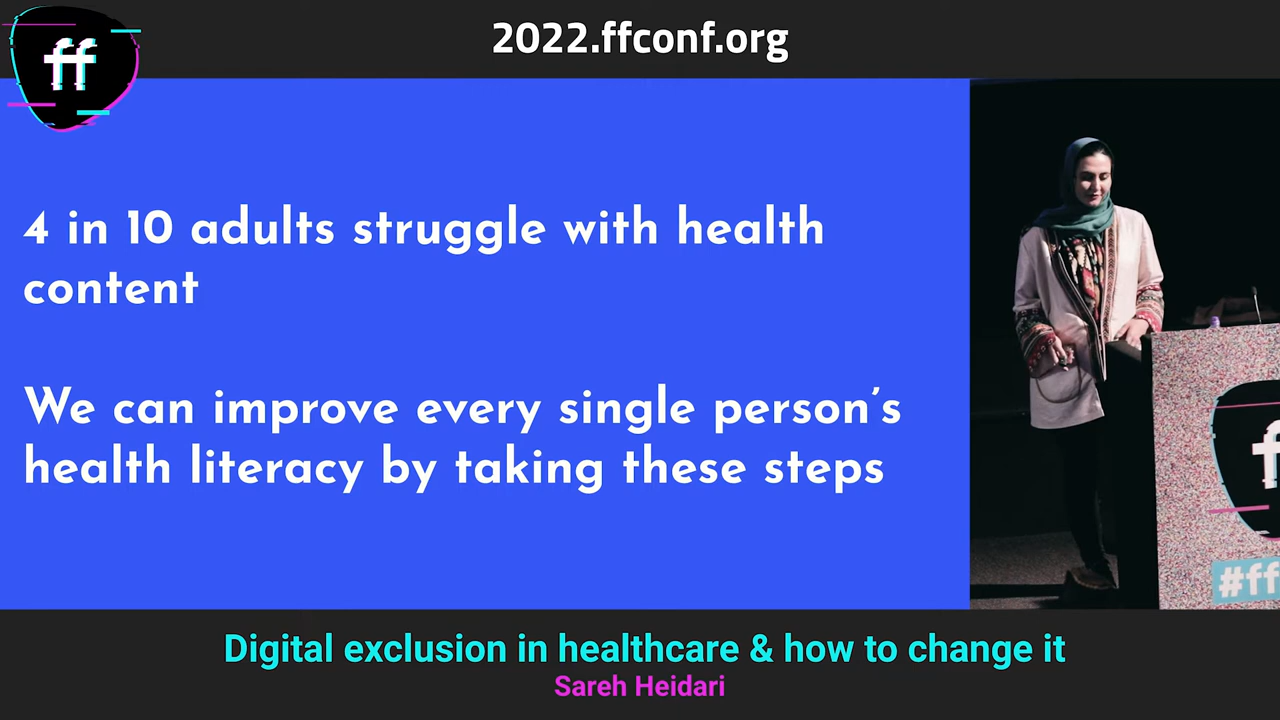 2022.ffconf.org
ff
4 in 10 adults struggle with health
content
We can improve every single person’s
health literacy by taking these steps
#ff
Digital exclusion in healthcare & how to change it
Sareh Heidari